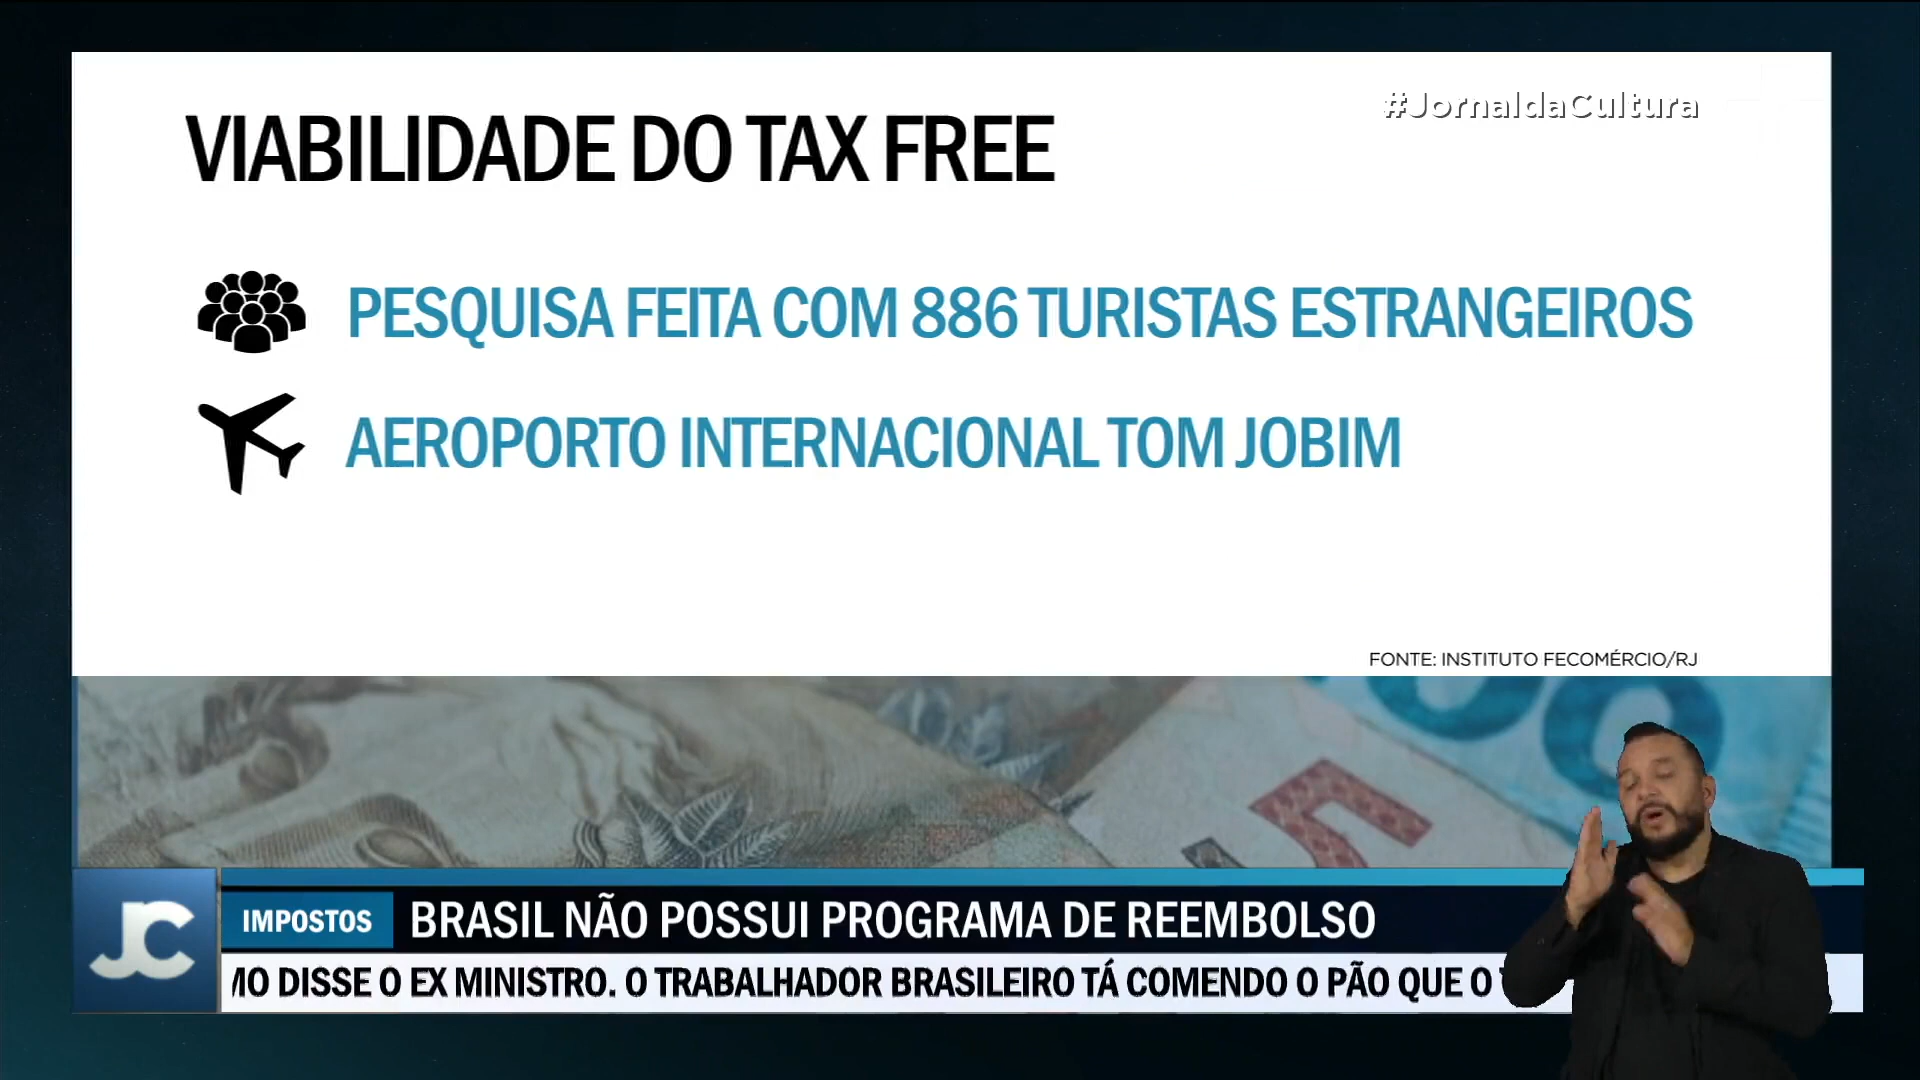 #JornaldaCultura
VIABILIDADE DO TAX FREE
PESQUISA FEITA COM 886 TURISTAS ESTRANGEIROS
AEROPORTO INTERNACIONAL TOM JOBIM
FONTE: INSTITUTO FECOMÉRCIO/RJ
5
JC
IMPOSTOS
BRASIL NÃO POSSUI PROGRAMA DE REEMBOLSO
DISSE O EX MINISTRO. O TRABALHADOR BRASILEIRO TÁ COMENDO O PÃO QUE O